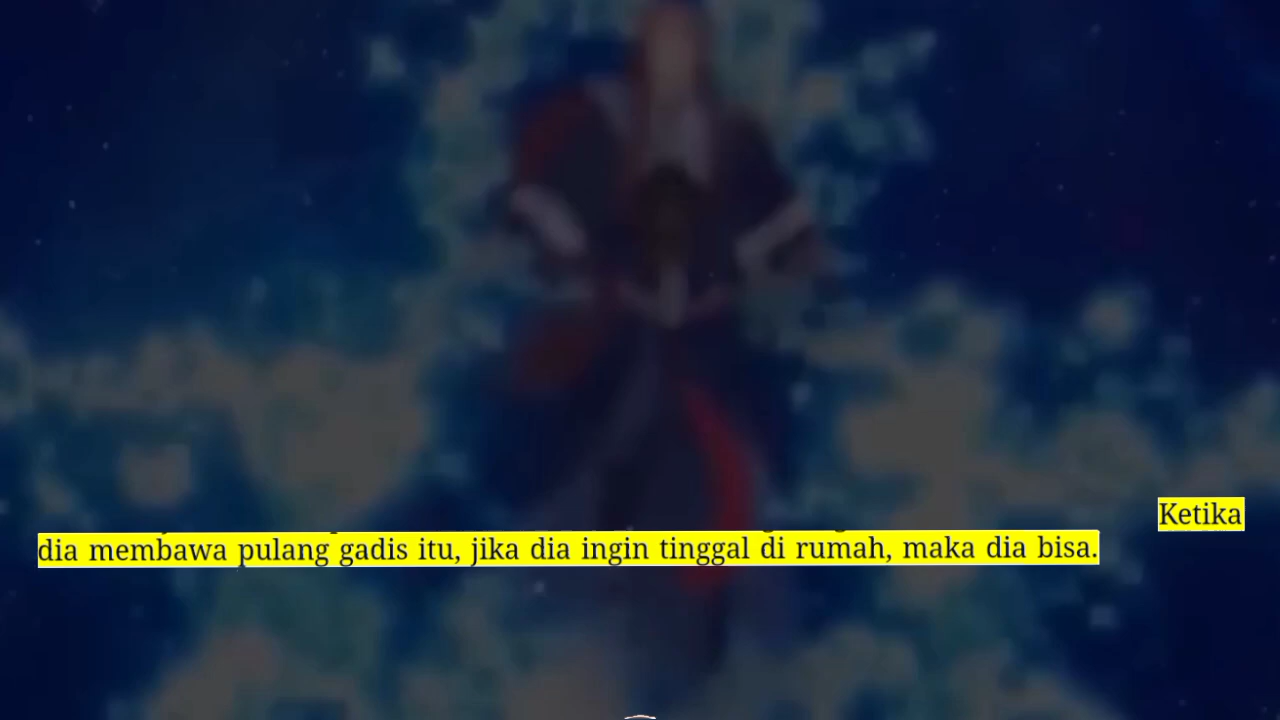 Ketika
dia membawa pulang gadis itu, jika dia ingin tinggal di rumah, maka dia bisa.